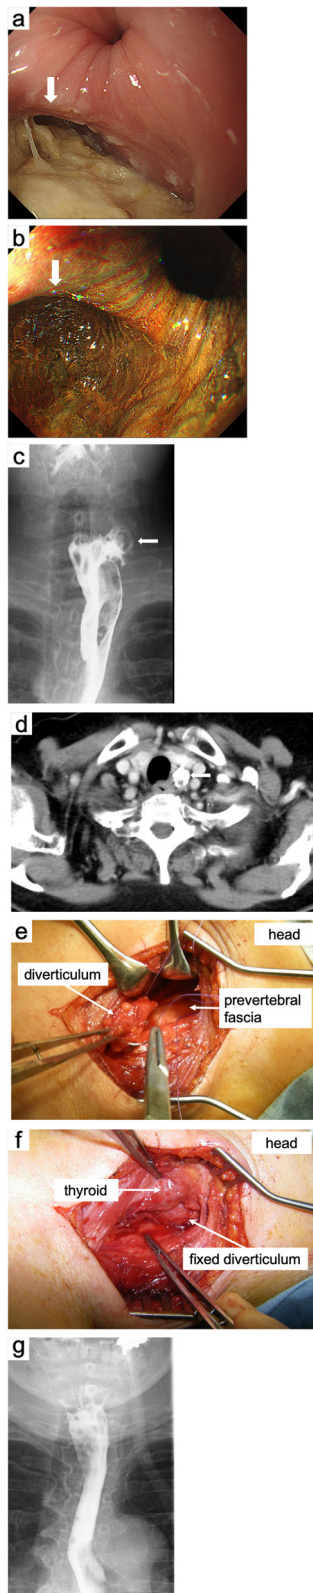 a
b
c
d
e
head
diverticulum
prevertebral
fascia
f
head
thyroid
fixed diverticulum
g